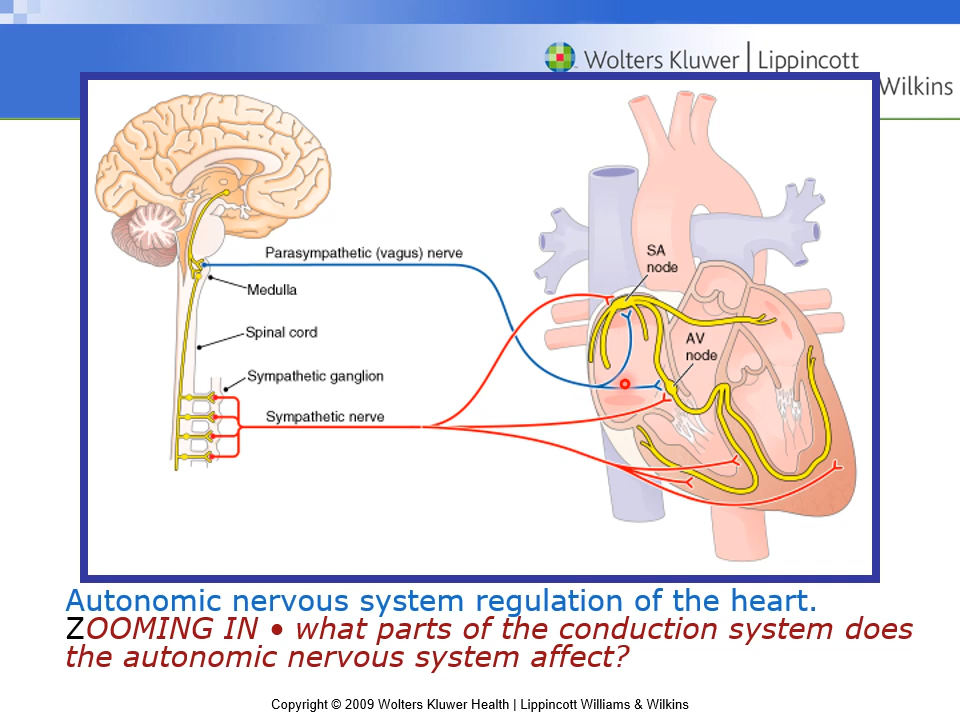 Wolters Kluwer | Lippincott
Wilkins
Parasympathetic (vagus) nerve
Medulla
Spinal cord
Sympathetic ganglion
Sympathetic nerve
SA
node
AV
node
Autonomic nervous system regulation of the heart.
ZOOMING IN • what parts of the conduction system does
the autonomic nervous system affect?
Copyright © 2009 Wolters Kluwer Health | Lippincott Williams & Wilkins